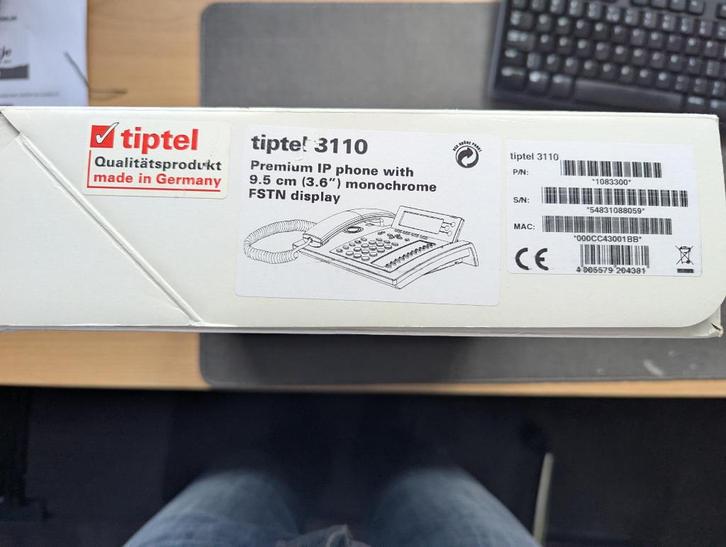 tiptel
Qualitätsprodukt
made in Germany
tiptel 3110
Premium IP phone with
9.5 cm (3.6") monochrome
FSTN display
tiptel 3110
P/N:
*1083300*
S/N:
*54831088059*
MAC:
*000CC43001BB*
CE
4 005579 204381